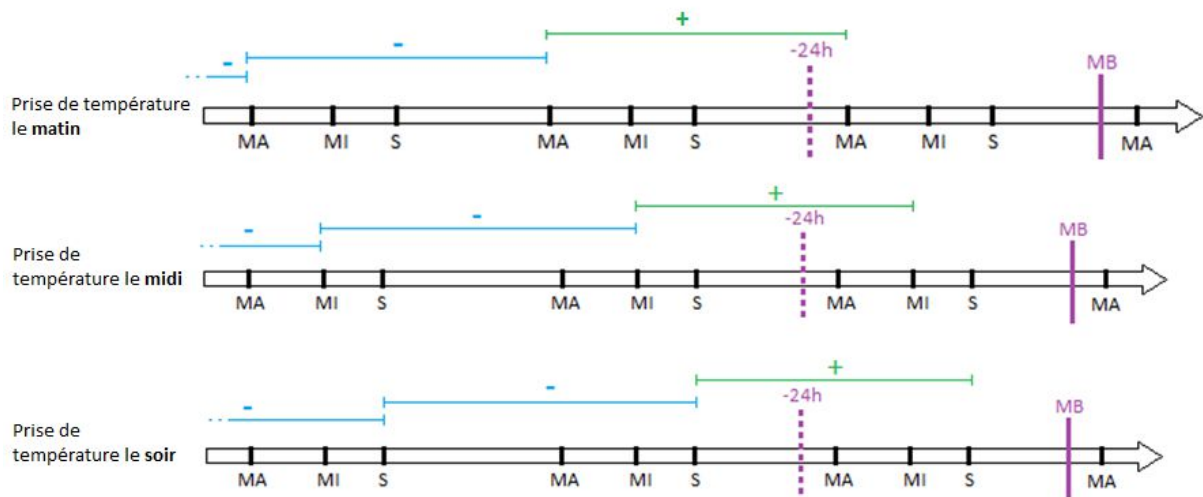 +
-
-24h
MB
-
Prise de température
le matin
MA MI S MA MI S MA MI S MA
+
-
-24h
MB
-
Prise de
température le midi
MA MI S MA MI S MA MI S MA
+
-
-24h
MB
-
Prise de
température le soir
MA MI S MA MI S MA MI S MA